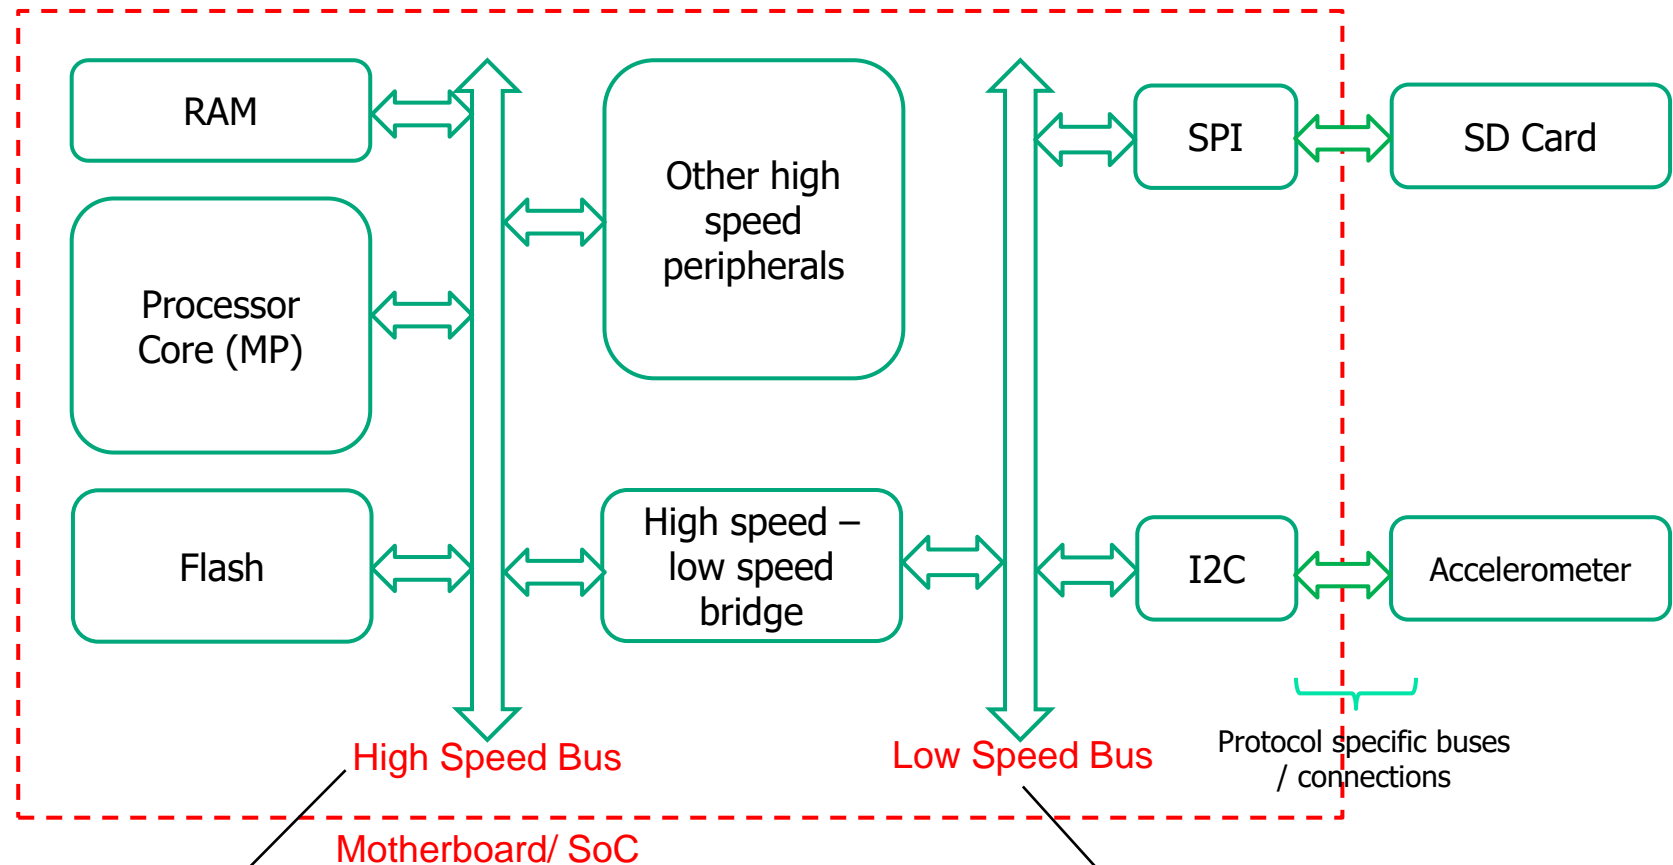 RAM
Other high
speed
peripherals
SPI
SD Card
Processor
Core (MP)
Flash
High speed –
low speed
bridge
I2C
Accelerometer
High Speed Bus
Low Speed Bus
Protocol specific buses
/ connections
Motherboard/ SoC